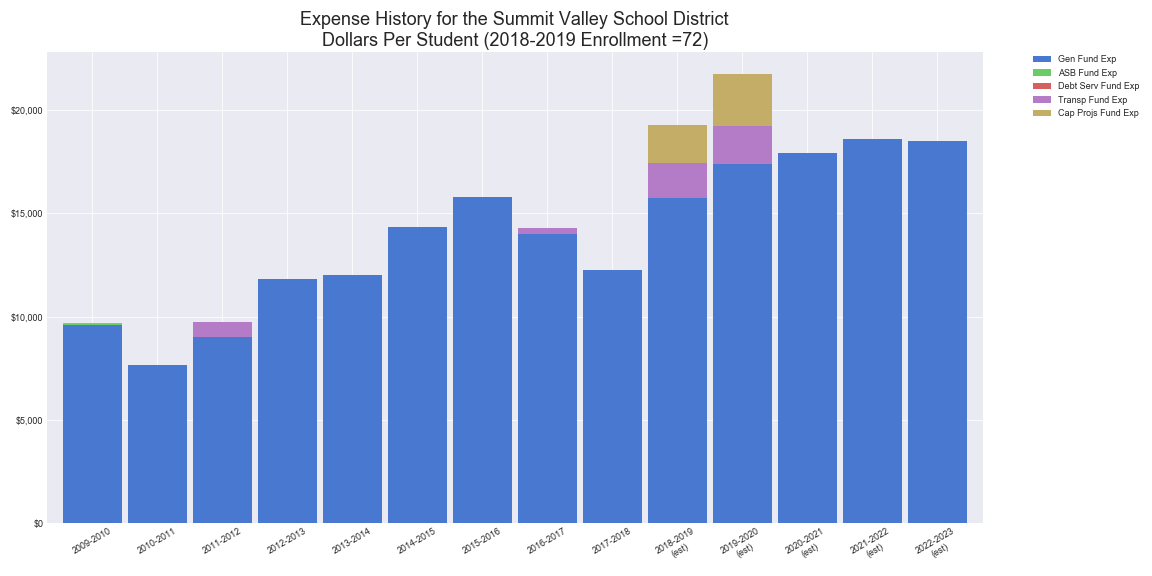 Expense History for the Summit Valley School District
Dollars Per Student (2018-2019 Enrollment =72)
Gen Fund Exp
ASB Fund Exp
Debt Serv Fund Exp
Transp Fund Exp
Cap Projs Fund Exp
$20,000
$15,000
$10,000
$5,000
$0
2009-2010
2010-2011
2011-2012
2012-2013
2013-2014
2014-2015
2015-2016
2016-2017
2017-2018
2018-2019
(est)
2019-2020
(est)
2020-2021
(est)
2021-2022
(est)
2022-2023
(est)